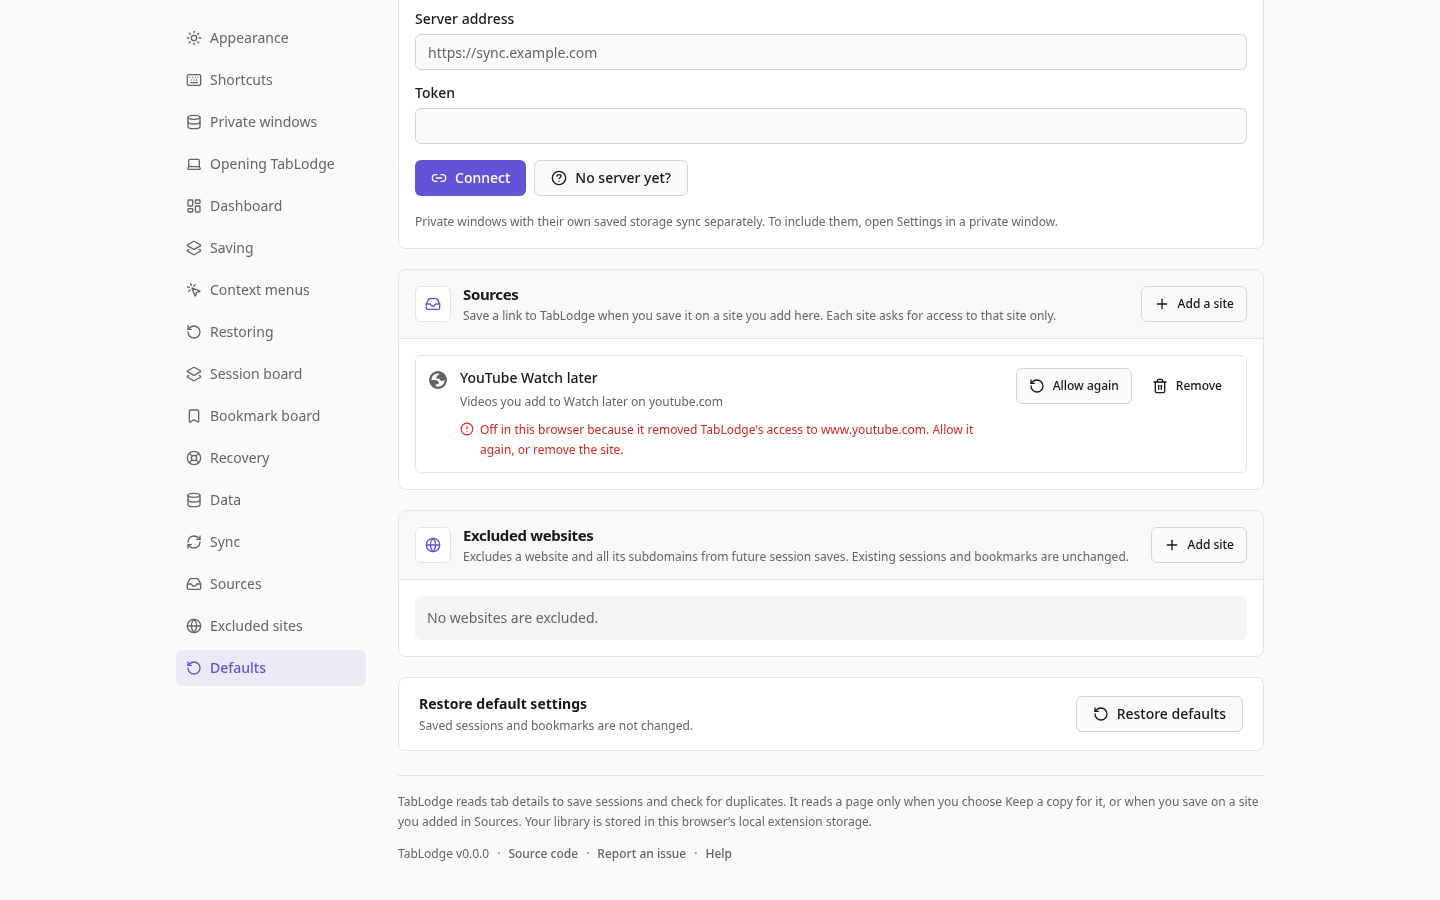 Appearance
Shortcuts
Private windows
Opening TabLodge
Dashboard
Saving
Context menus
Restoring
Session board
Bookmark board
Recovery
Data
Sync
Sources
Excluded sites
Defaults
Server address
https://sync.example.com
Token
Connect
No server yet?
Private windows with their own saved storage sync separately. To include them, open Settings in a private window.
Sources
Save a link to TabLodge when you save it on a site you add here. Each site asks for access to that site only.
Add a site
YouTube Watch later
Videos you add to Watch later on youtube.com
Off in this browser because it removed TabLodge's access to www.youtube.com. Allow it
again, or remove the site.
Allow again
Remove
Excluded websites
Excludes a website and all its subdomains from future session saves. Existing sessions and bookmarks are unchanged.
Add site
No websites are excluded.
Restore default settings
Saved sessions and bookmarks are not changed.
Restore defaults
TabLodge reads tab details to save sessions and check for duplicates. It reads a page only when you choose Keep a copy for it, or when you save on a site
you added in Sources. Your library is stored in this browser’s local extension storage.
TabLodge v0.0.0 · Source code · Report an issue · Help